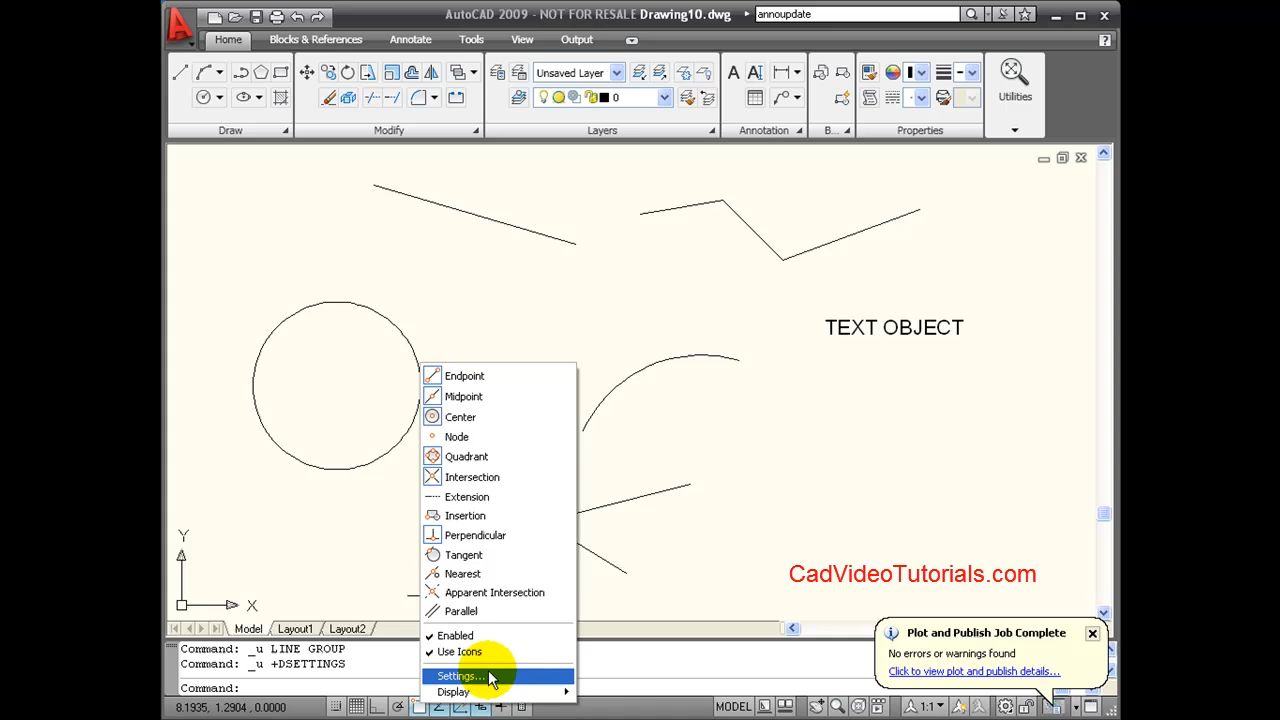 AutoCAD 2009 - NOT FOR RESALE Drawing10.dwg
annoupdate
Home Blocks & References Annotate Tools View Output
Unsaved Layer
0
Utilities
Draw Modify Layers Annotation B... Properties
TEXT OBJECT
Endpoint
Midpoint
Center
Node
Quadrant
Intersection
Extension
Insertion
Perpendicular
Tangent
Nearest
Apparent Intersection
Parallel
Enabled
Use Icons
Settings...
Display
Y
X
CadVideoTutorials.com
Model Layout1 Layout2
Command: _u LINE GROUP
Command: _u +DSETTINGS
Command:
Plot and Publish Job Complete
No errors or warnings found
Click to view plot and publish details...
8.1935, 1.2904, 0.0000
MODEL
1:1